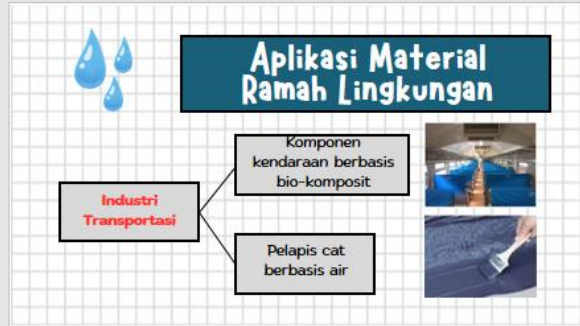 Aplikasi Material
Ramah Lingkungan
Komponen
kendaraan berbasis
bio-komposit
Industri
Transportasi
Pelapis cat
berbasis air